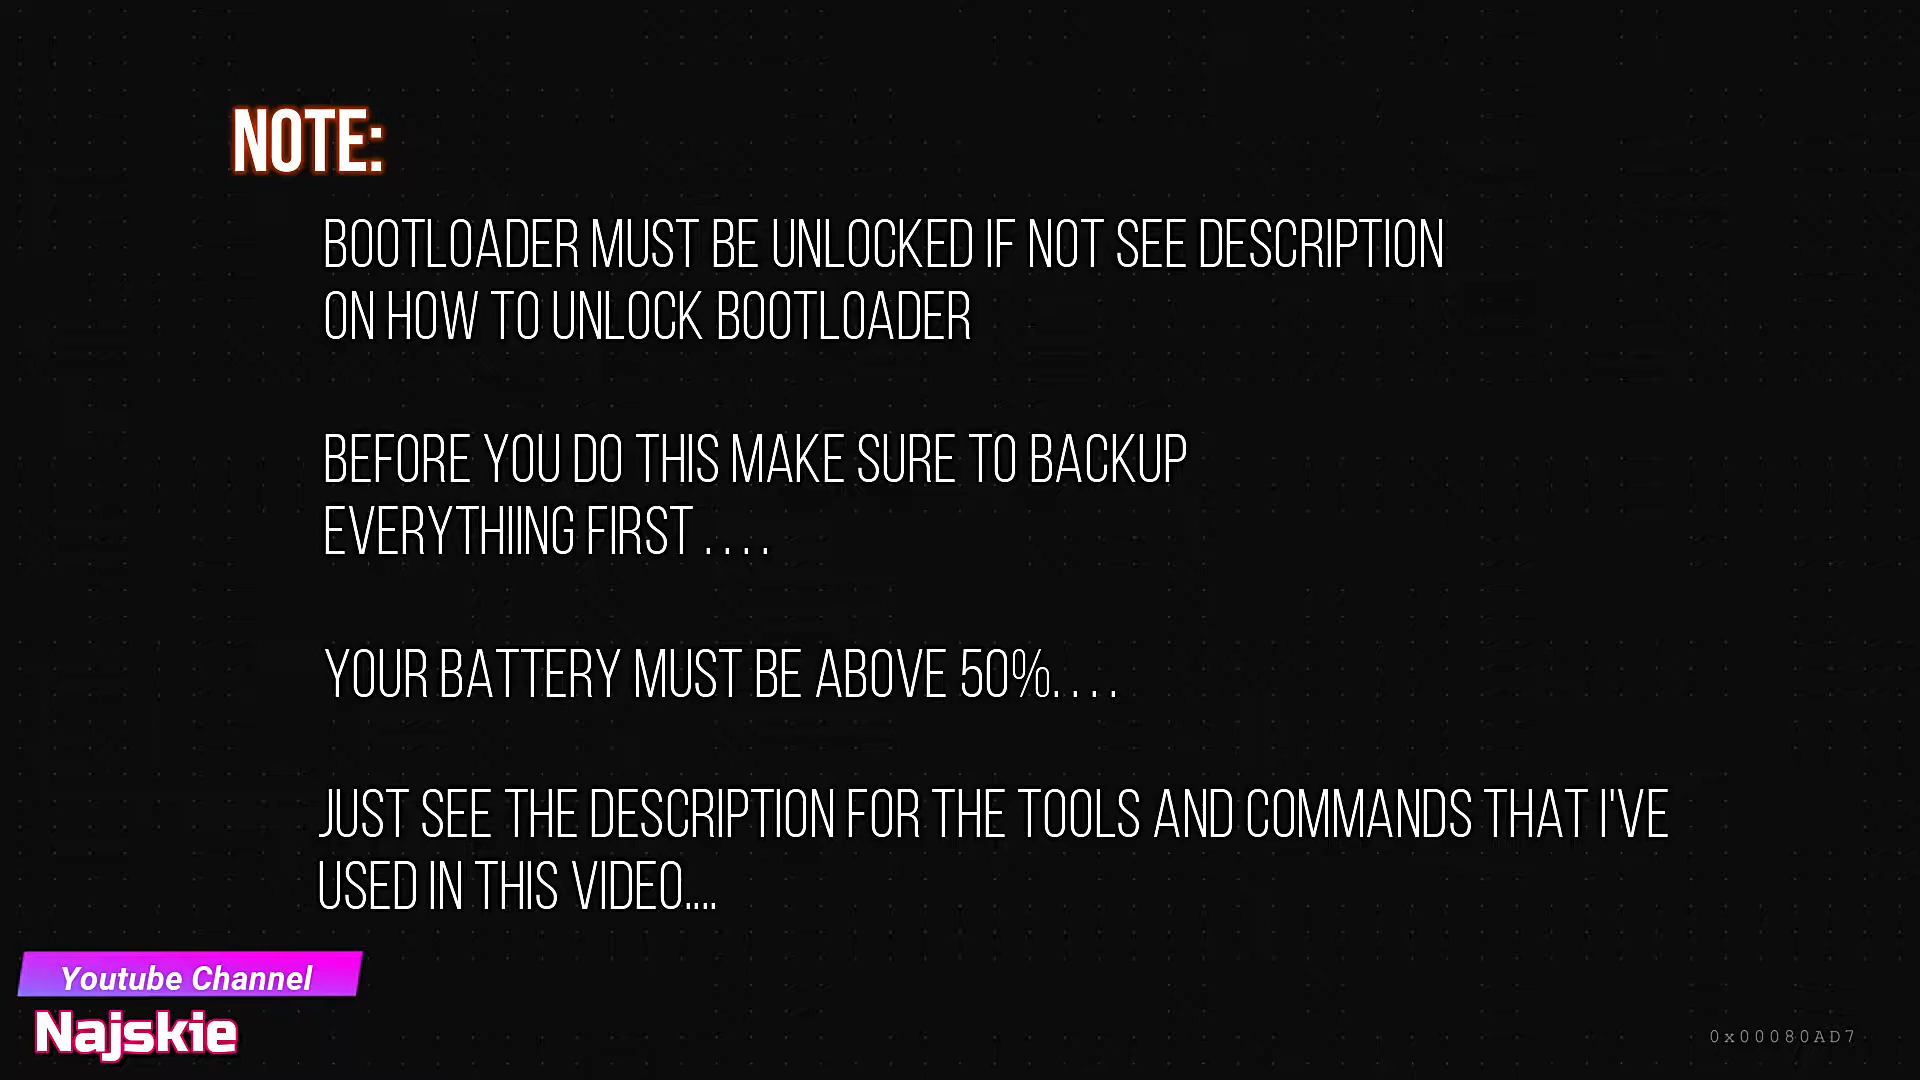 NOTE:
BOOTLOADER MUST BE UNLOCKED IF NOT SEE DESCRIPTION
ON HOW TO UNLOCK BOOTLOADER
BEFORE YOU DO THIS MAKE SURE TO BACKUP
EVERYTHIING FIRST . . . .
YOUR BATTERY MUST BE ABOVE 50%. . . .
JUST SEE THE DESCRIPTION FOR THE TOOLS AND COMMANDS THAT I'VE
USED IN THIS VIDEO....
Youtube Channel
Najskie
0x00080AD7